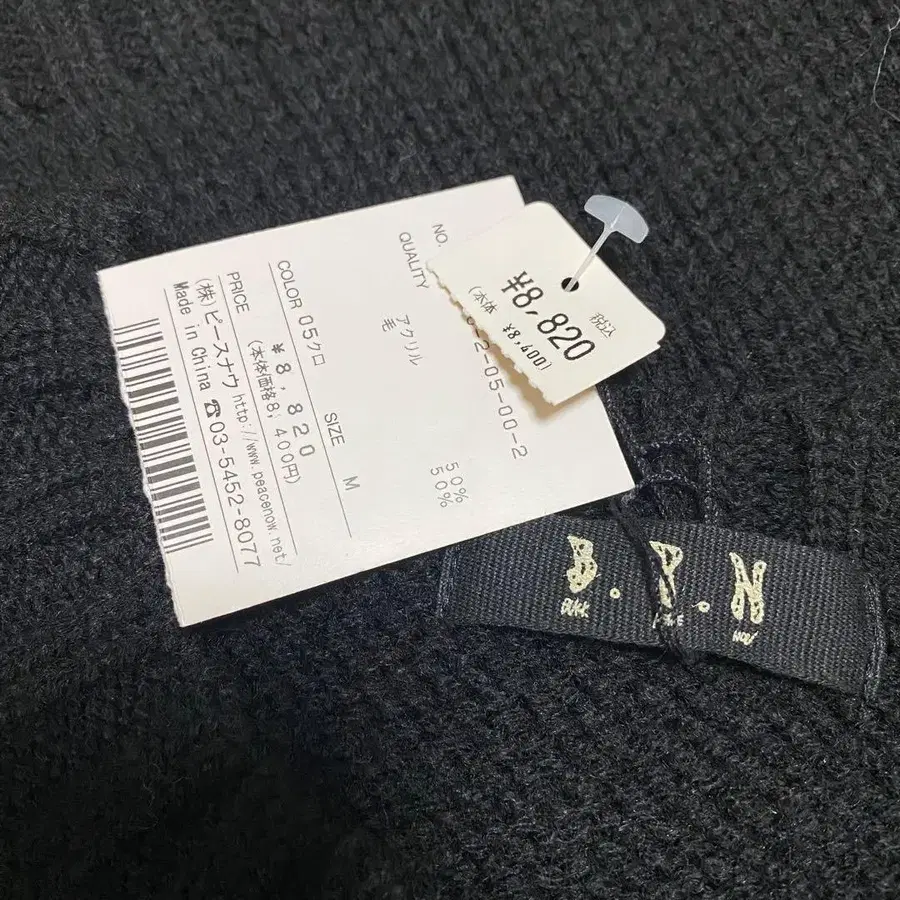 ¥8,820 税込
(本体 ¥8,400)
NO. 2-05-00-2
QUALITY アクリル 50%
毛 50%
COLOR 05クロ SIZE M
PRICE ¥8,820
(本体価格8,400円)
(株)ピースナウ http://www.peacenow.net/
Made in China ☎03-5452-8077
P N
NOW